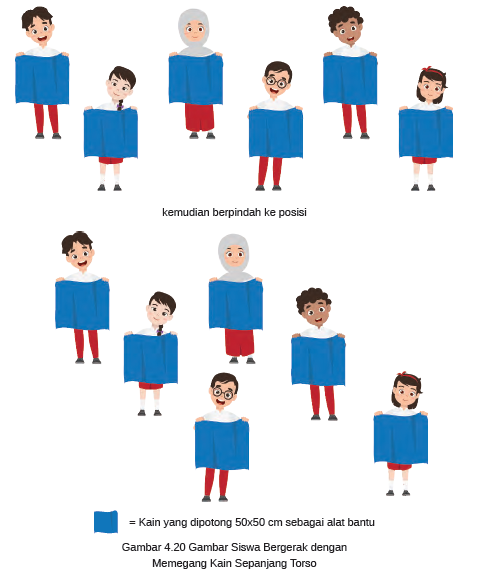 kemudian berpindah ke posisi
= Kain yang dipotong 50x50 cm sebagai alat bantu
Gambar 4.20 Gambar Siswa Bergerak dengan
Memegang Kain Sepanjang Torso